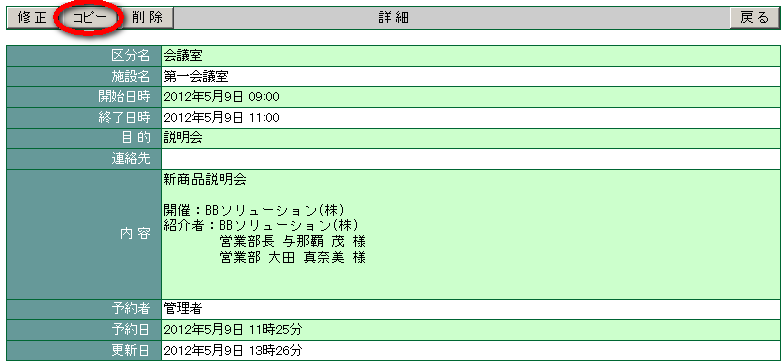 修正 コピー 削除 詳細 戻る
区分名 会議室
施設名 第一会議室
開始日時 2012年5月9日 09:00
終了日時 2012年5月9日 11:00
目的 説明会
連絡先
内容 新商品説明会
開催：BBソリューション(株)
紹介者：BBソリューション(株)
営業部長 与那覇 茂 様
営業部 大田 真奈美 様
予約者 管理者
予約日 2012年5月9日 11時25分
更新日 2012年5月9日 13時26分